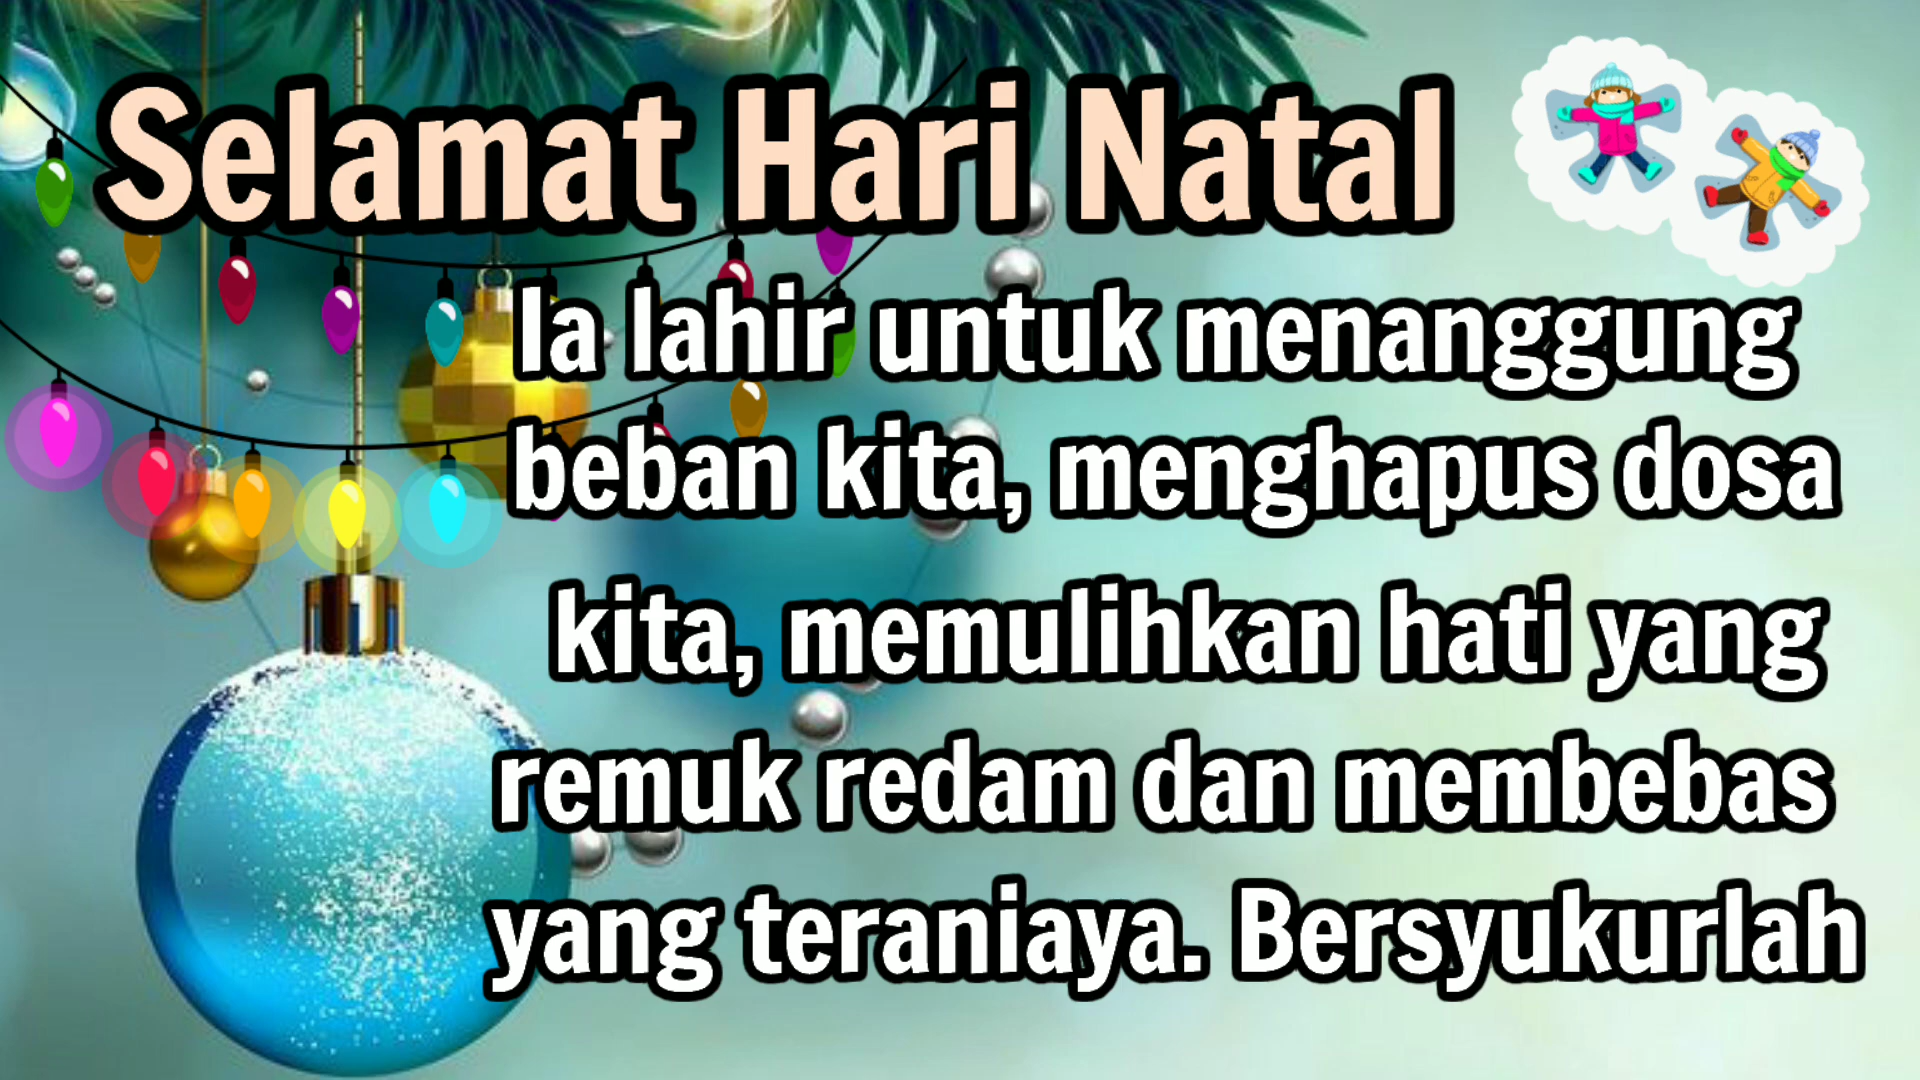 Selamat Hari Natal
Ia lahir untuk menanggung
beban kita, menghapus dosa
kita, memulihkan hati yang
remuk redam dan membebas
yang teraniaya. Bersyukurlah